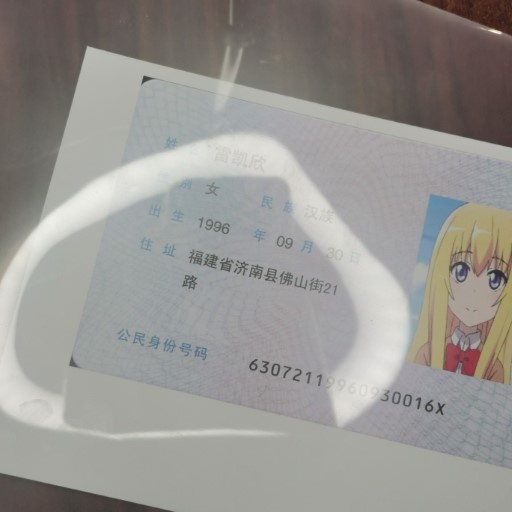 姓名 雷凯欣
性别 女 民族 汉族
出生 1996 年 09 月 30 日
住址 福建省济南县佛山街21
路
公民身份号码 63072119960930016X